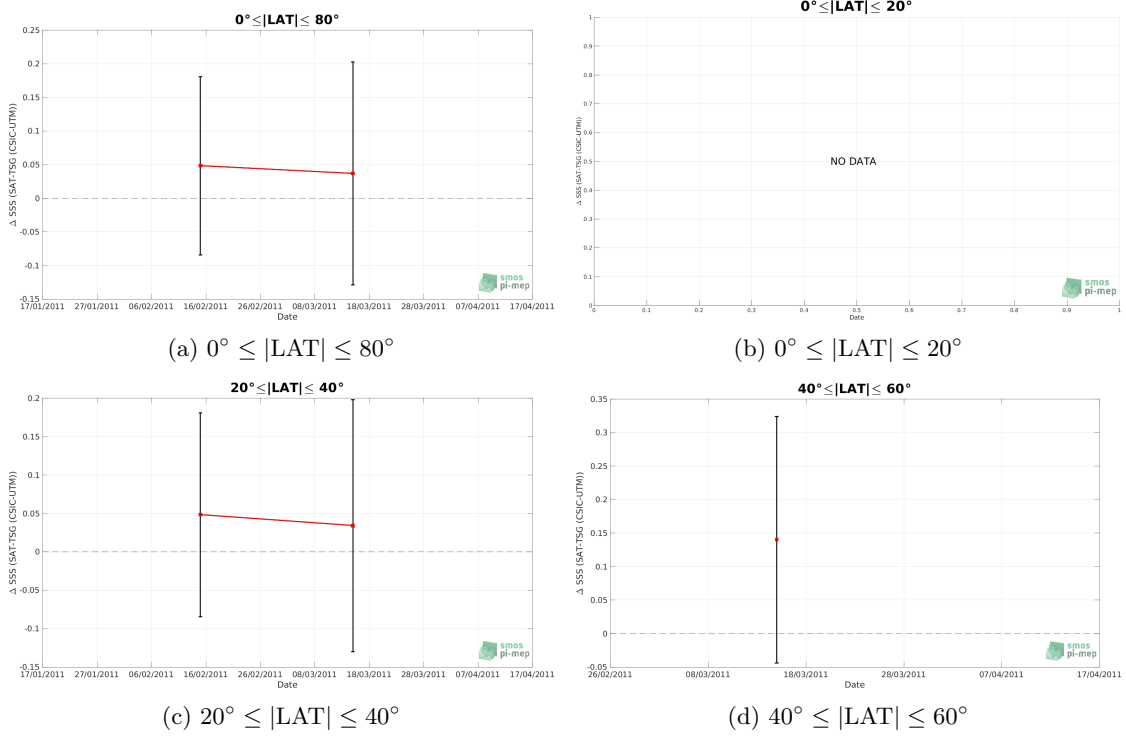 0°≤|LAT|≤ 80°
0.25
0.2
0.15
0.1
0.05
0
-0.05
-0.1
-0.15
Δ SSS (SAT-TSG (CSIC-UTM))
17/01/2011 27/01/2011 06/02/2011 16/02/2011 26/02/2011 08/03/2011 18/03/2011 28/03/2011 07/04/2011 17/04/2011
Date
smos
pi-mep
(a) 0° ≤ |LAT| ≤ 80°
0°≤|LAT|≤ 20°
1
0.9
0.8
0.7
0.6
0.5
0.4
0.3
0.2
0.1
0
Δ SSS (SAT-TSG (CSIC-UTM))
NO DATA
0 0.1 0.2 0.3 0.4 0.5 0.6 0.7 0.8 0.9 1
Date
smos
pi-mep
(b) 0° ≤ |LAT| ≤ 20°
20°≤|LAT|≤ 40°
0.2
0.15
0.1
0.05
0
-0.05
-0.1
-0.15
Δ SSS (SAT-TSG (CSIC-UTM))
17/01/2011 27/01/2011 06/02/2011 16/02/2011 26/02/2011 08/03/2011 18/03/2011 28/03/2011 07/04/2011 17/04/2011
Date
smos
pi-mep
(c) 20° ≤ |LAT| ≤ 40°
40°≤|LAT|≤ 60°
0.35
0.3
0.25
0.2
0.15
0.1
0.05
0
-0.05
Δ SSS (SAT-TSG (CSIC-UTM))
26/02/2011 08/03/2011 18/03/2011 28/03/2011 07/04/2011 17/04/2011
Date
smos
pi-mep
(d) 40° ≤ |LAT| ≤ 60°